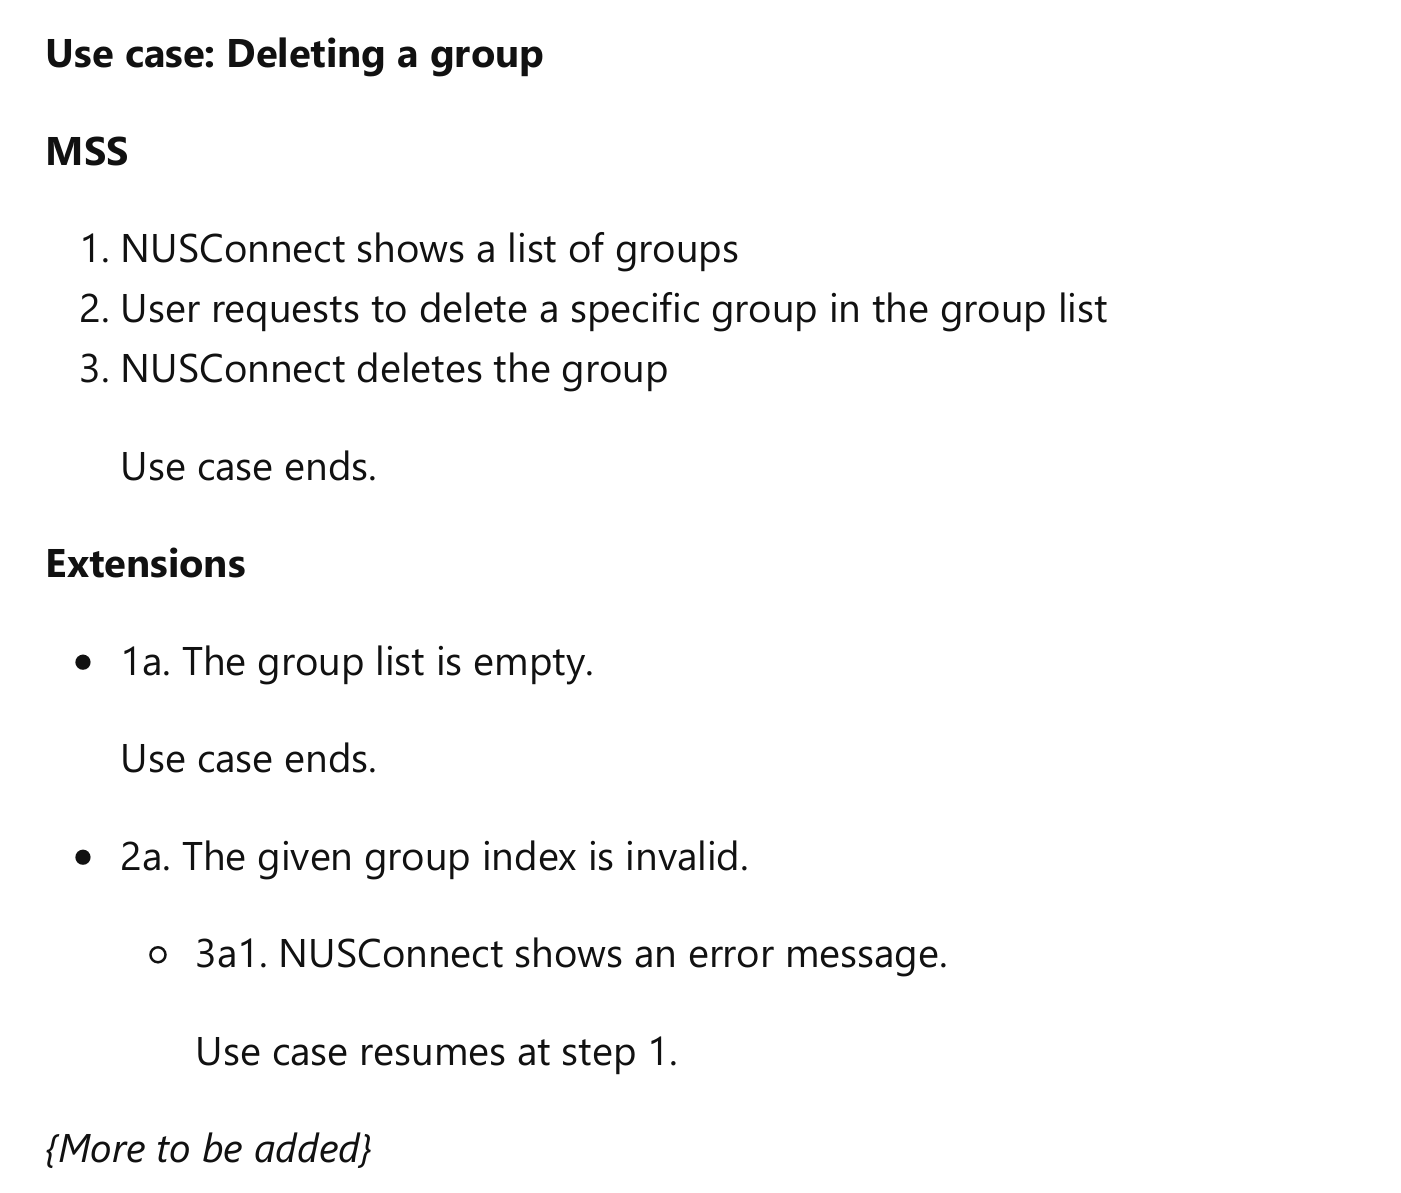 Use case: Deleting a group
MSS
1. NUSConnect shows a list of groups
2. User requests to delete a specific group in the group list
3. NUSConnect deletes the group
Use case ends.
Extensions
• 1a. The group list is empty.
Use case ends.
• 2a. The given group index is invalid.
○ 3a1. NUSConnect shows an error message.
Use case resumes at step 1.
{More to be added}